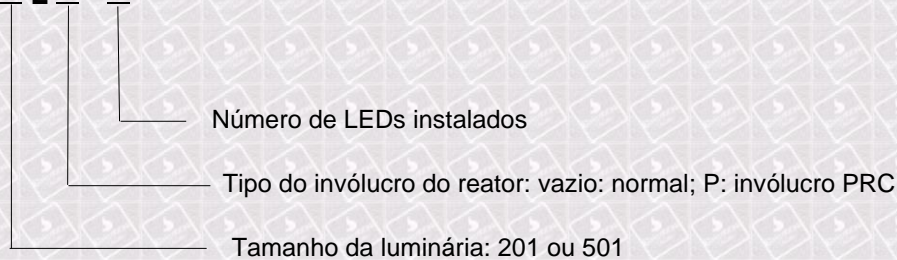 Número de LEDs instalados
Tipo do invólucro do reator: vazio: normal; P: invólucro PRC
Tamanho da luminária: 201 ou 501